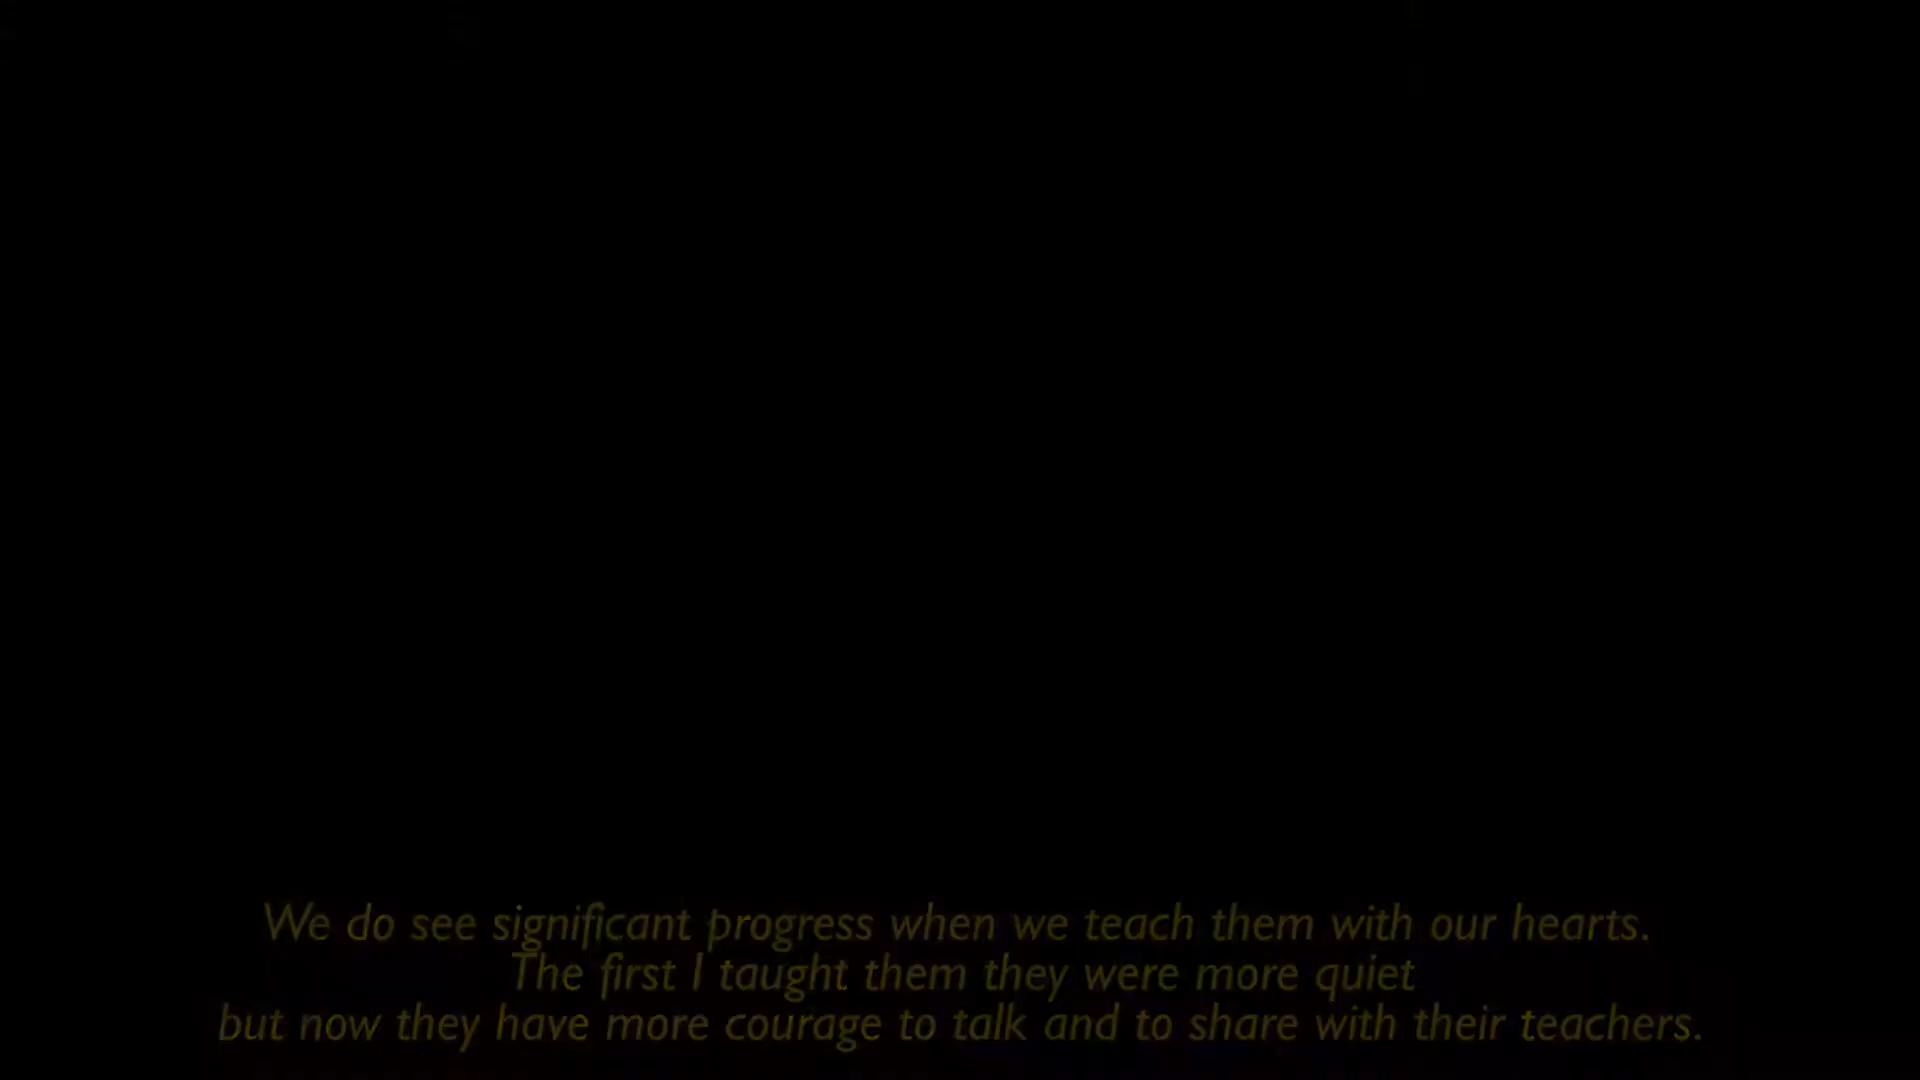 We do see significant progress when we teach them with our hearts.
The first I taught them they were more quiet
but now they have more courage to talk and to share with their teachers.